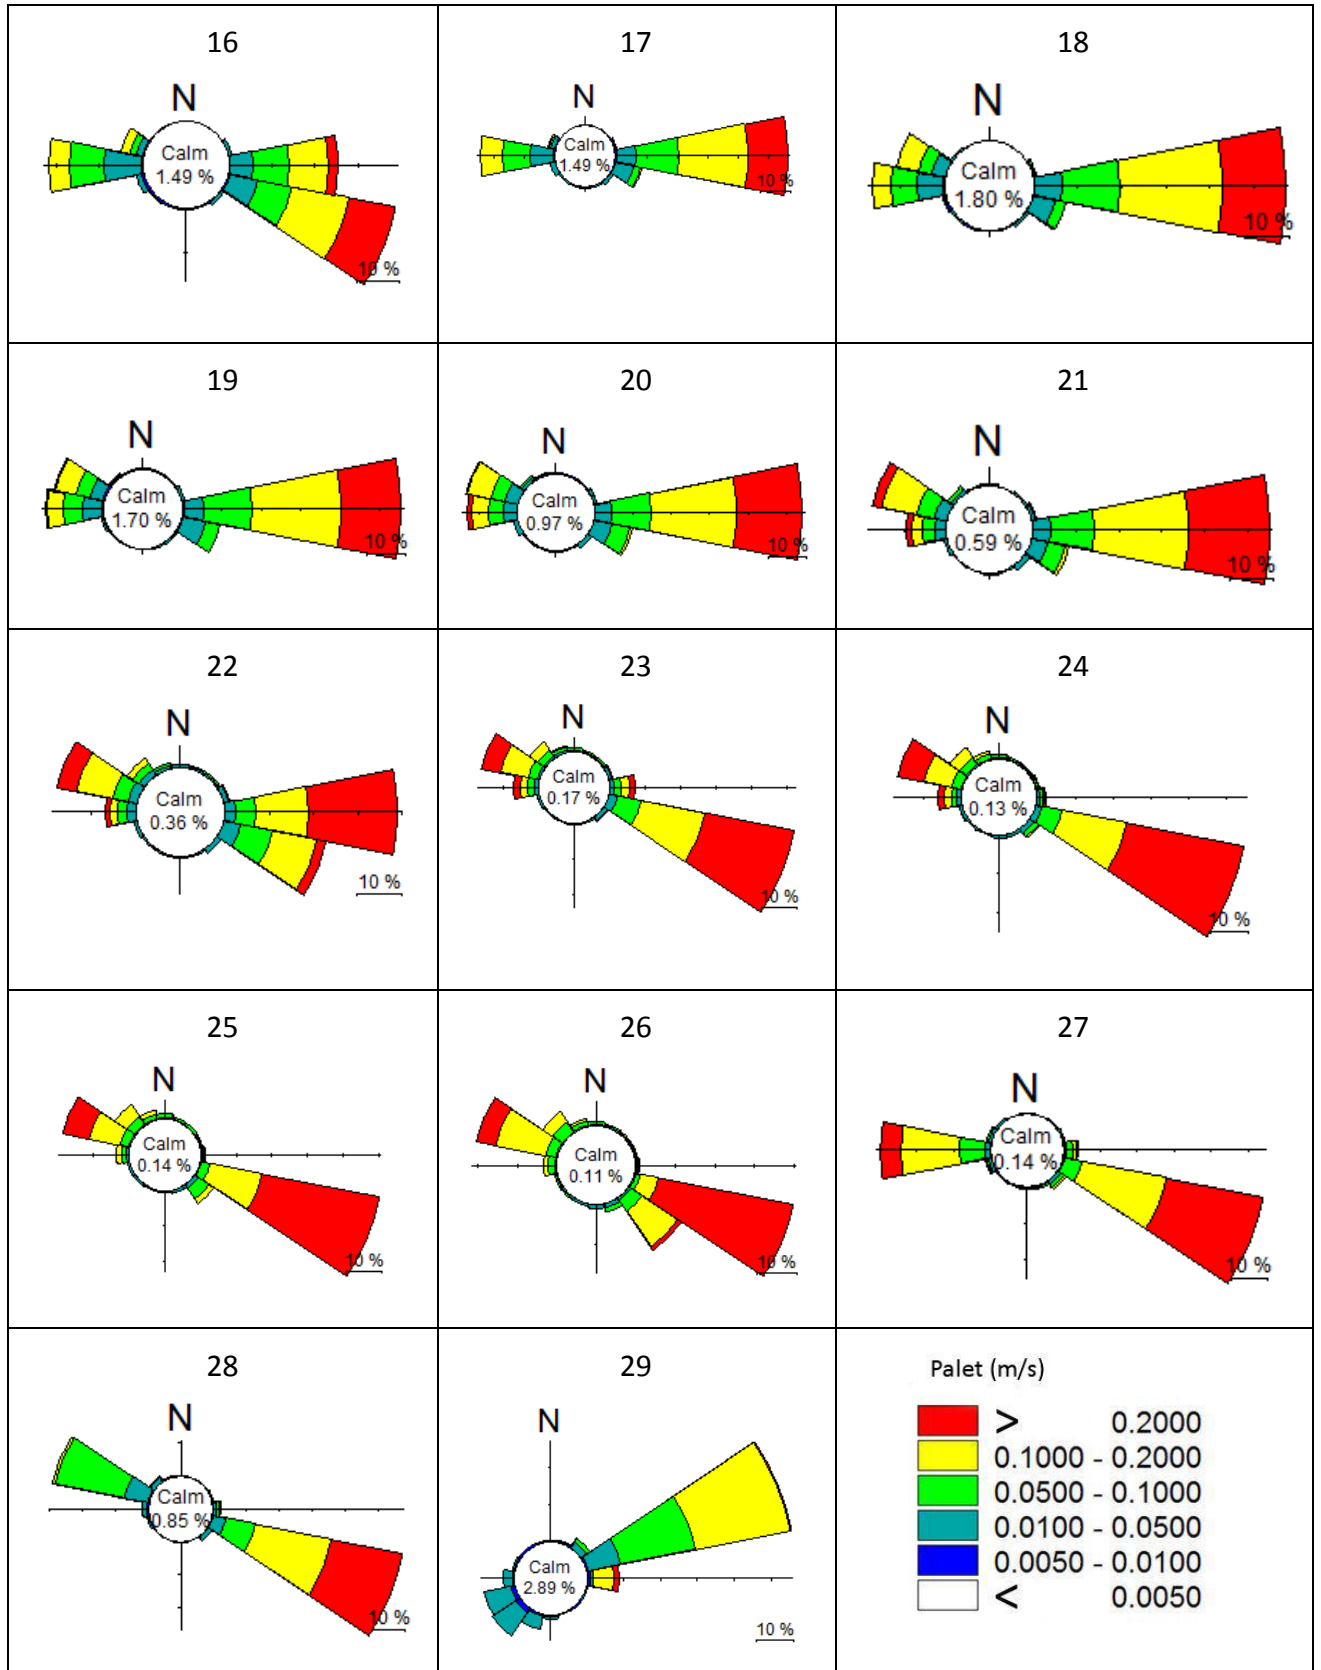 16
N
Calm
1.49 %
10 %
17
N
Calm
1.49 %
10 %
18
N
Calm
1.80 %
10 %
19
N
Calm
1.70 %
10 %
20
N
Calm
0.97 %
10 %
21
N
Calm
0.59 %
10 %
22
N
Calm
0.36 %
10 %
23
N
Calm
0.17 %
10 %
24
N
Calm
0.13 %
10 %
25
N
Calm
0.14 %
10 %
26
N
Calm
0.11 %
10 %
27
N
Calm
0.14 %
10 %
28
N
Calm
0.85 %
10 %
29
N
Calm
2.89 %
10 %
Palet (m/s)
> 0.2000
0.1000 - 0.2000
0.0500 - 0.1000
0.0100 - 0.0500
0.0050 - 0.0100
< 0.0050